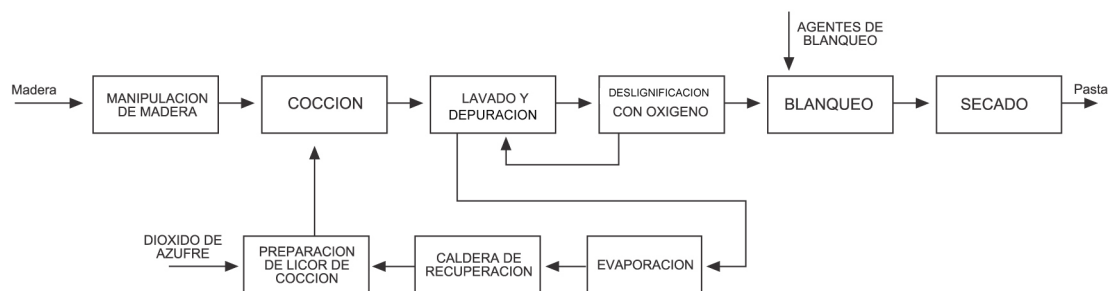 AGENTES DE
BLANQUEO
Madera
MANIPULACION
DE MADERA
COCCION
LAVADO Y
DEPURACION
DESLIGNIFICACION
CON OXIGENO
BLANQUEO
SECADO
Pasta
DIOXIDO DE
AZUFRE
PREPARACION
DE LICOR DE
COCCION
CALDERA DE
RECUPERACION
EVAPORACION